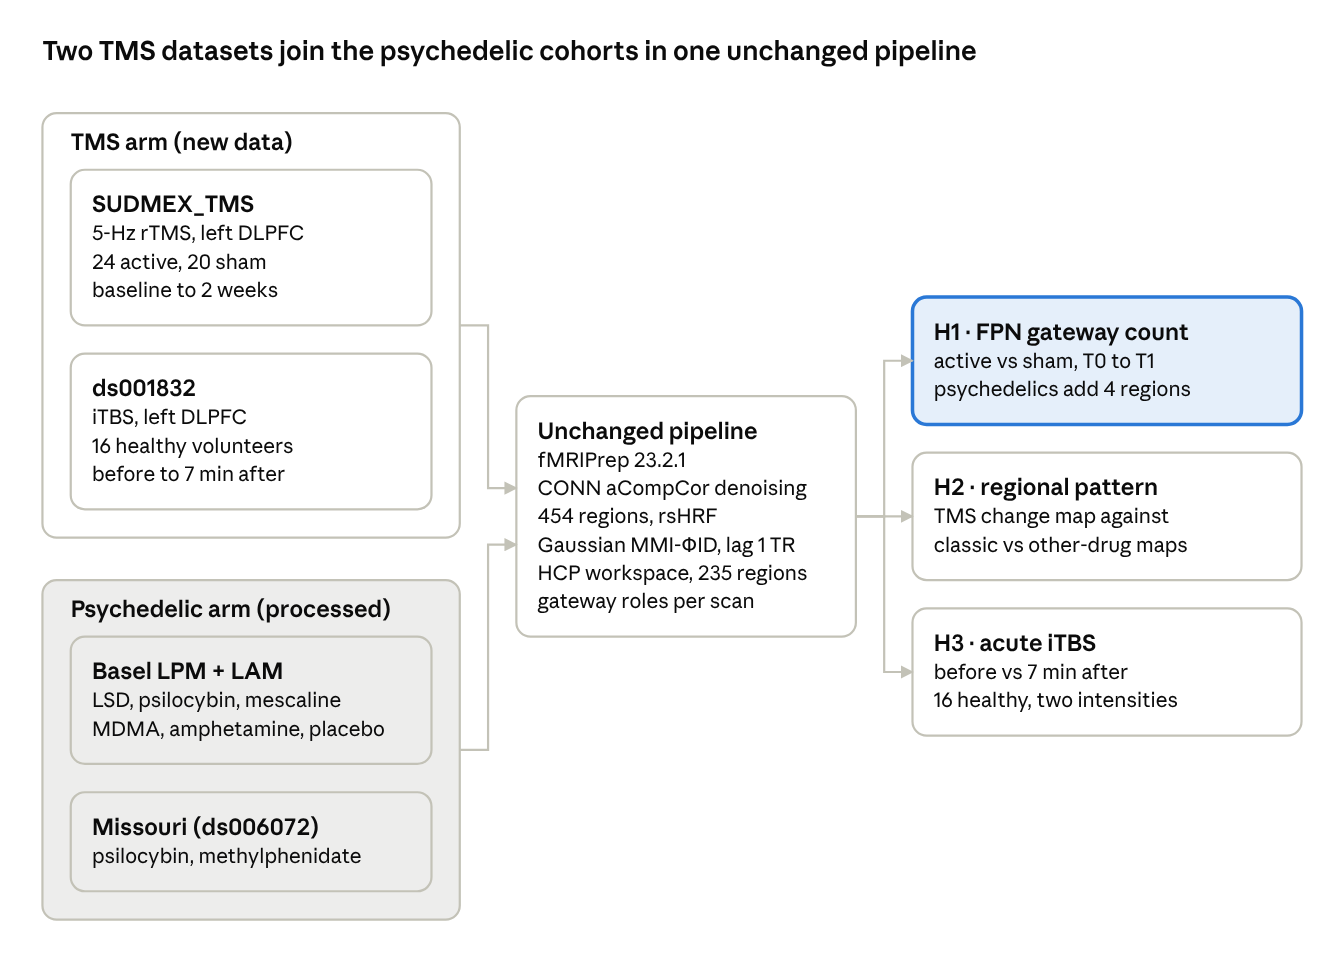 Two TMS datasets join the psychedelic cohorts in one unchanged pipeline
TMS arm (new data)
SUDMEX_TMS
5-Hz rTMS, left DLPFC
24 active, 20 sham
baseline to 2 weeks
ds001832
iTBS, left DLPFC
16 healthy volunteers
before to 7 min after
Psychedelic arm (processed)
Basel LPM + LAM
LSD, psilocybin, mescaline
MDMA, amphetamine, placebo
Missouri (ds006072)
psilocybin, methylphenidate
Unchanged pipeline
fMRIPrep 23.2.1
CONN aCompCor denoising
454 regions, rsHRF
Gaussian MMI-ΦID, lag 1 TR
HCP workspace, 235 regions
gateway roles per scan
H1 · FPN gateway count
active vs sham, T0 to T1
psychedelics add 4 regions
H2 · regional pattern
TMS change map against
classic vs other-drug maps
H3 · acute iTBS
before vs 7 min after
16 healthy, two intensities